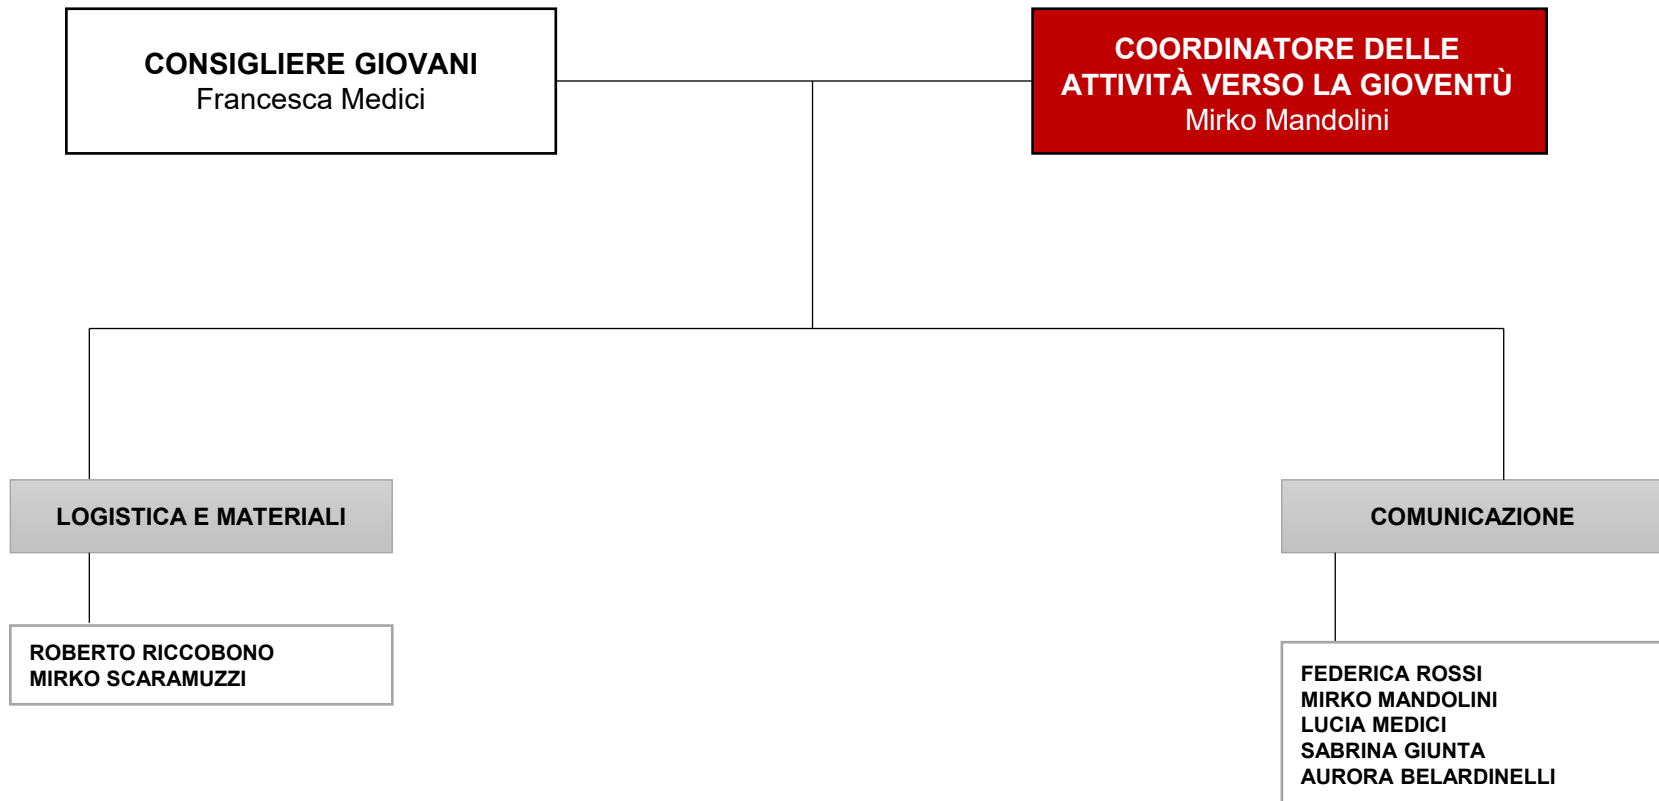 CONSIGLIERE GIOVANI
Francesca Medici
COORDINATORE DELLE
ATTIVITÀ VERSO LA GIOVENTÙ
Mirko Mandolini
LOGISTICA E MATERIALI
COMUNICAZIONE
ROBERTO RICCOBONO
MIRKO SCARAMUZZI
FEDERICA ROSSI
MIRKO MANDOLINI
LUCIA MEDICI
SABRINA GIUNTA
AURORA BELARDINELLI